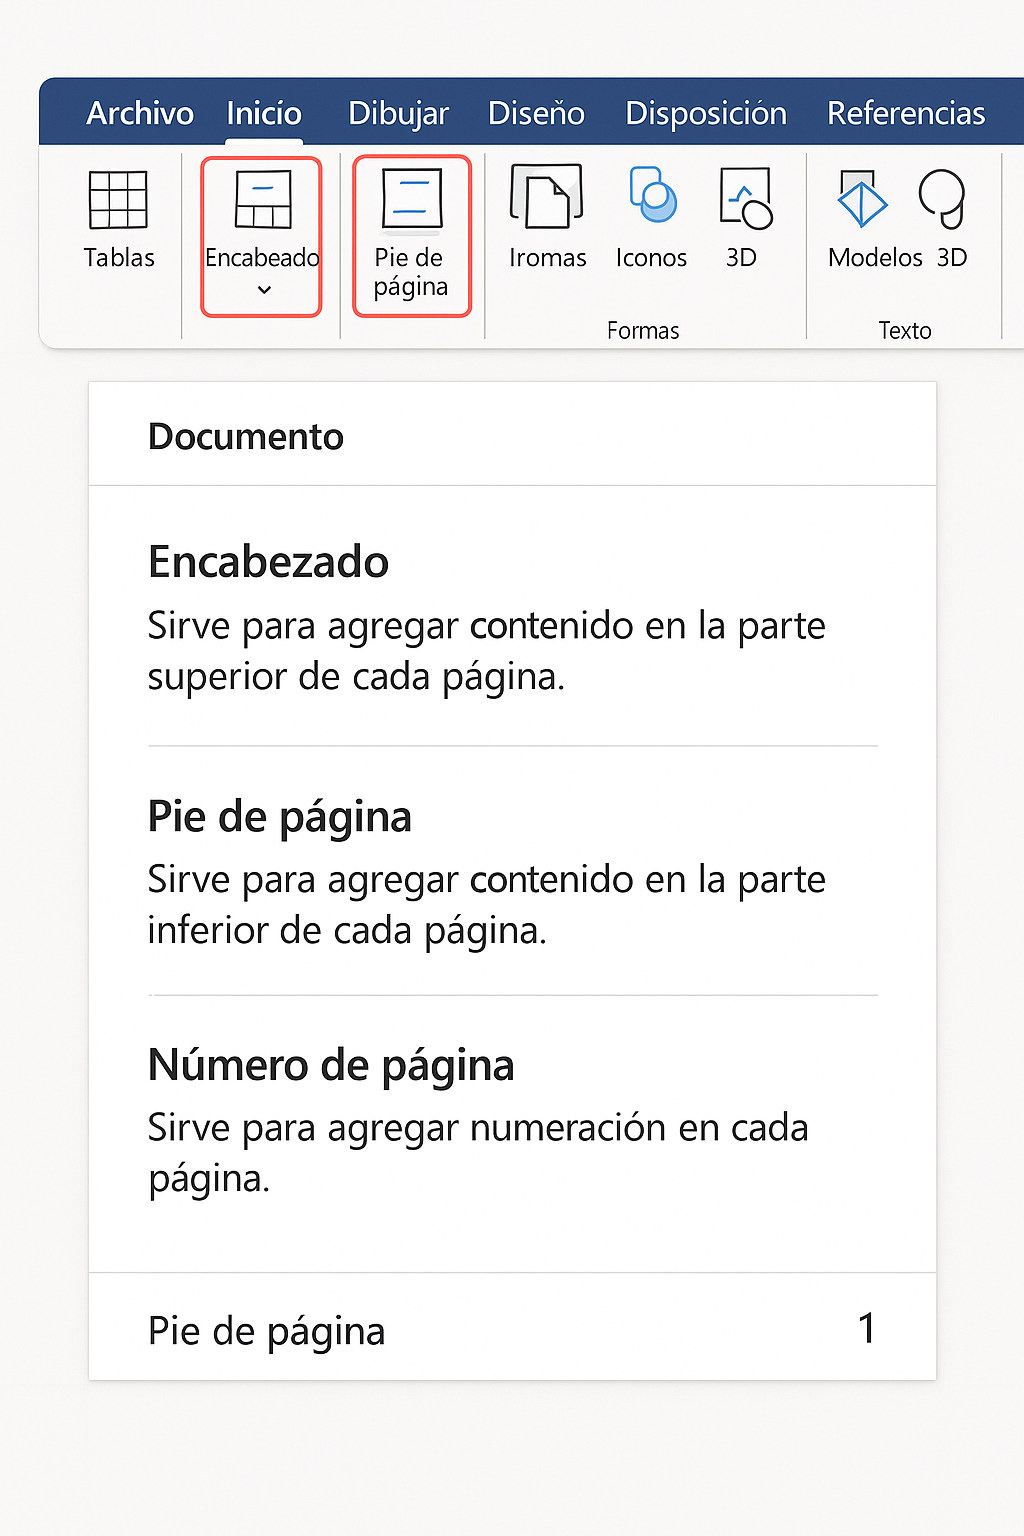 Archivo Inicío Dibujar Diseňo Disposición Referencias
Tablas Encabeado Pie de página Iromas Iconos 3D Modelos 3D
Formas Texto
Documento
Encabezado
Sirve para agregar contenido en la parte
superior de cada página.
Pie de página
Sirve para agregar contenido en la parte
inferior de cada página.
Número de página
Sirve para agregar numeración en cada
página.
Pie de página 1